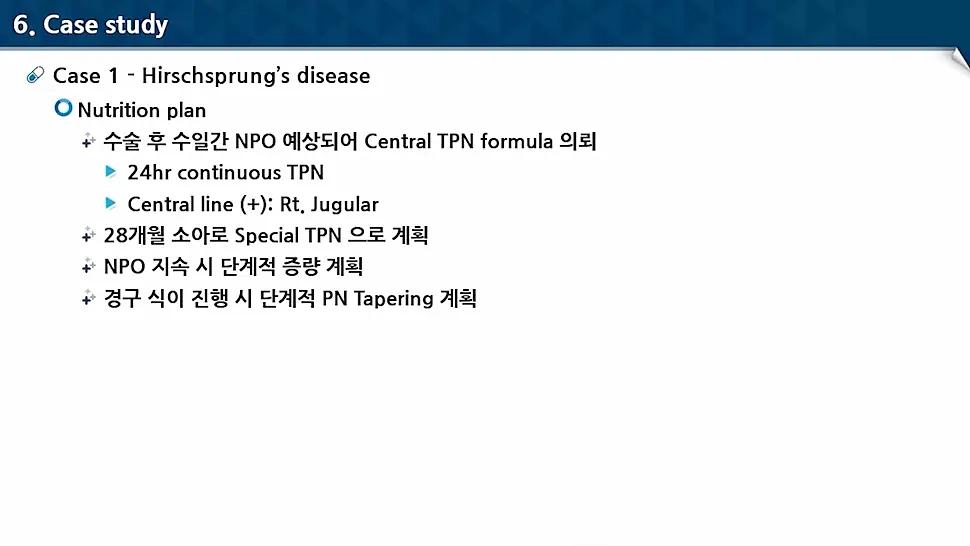 6. Case study
Case 1 - Hirschsprung's disease
Nutrition plan
수술 후 수일간 NPO 예상되어 Central TPN formula 의뢰
24hr continuous TPN
Central line (+): Rt. Jugular
28개월 소아로 Special TPN 으로 계획
NPO 지속 시 단계적 증량 계획
경구 식이 진행 시 단계적 PN Tapering 계획